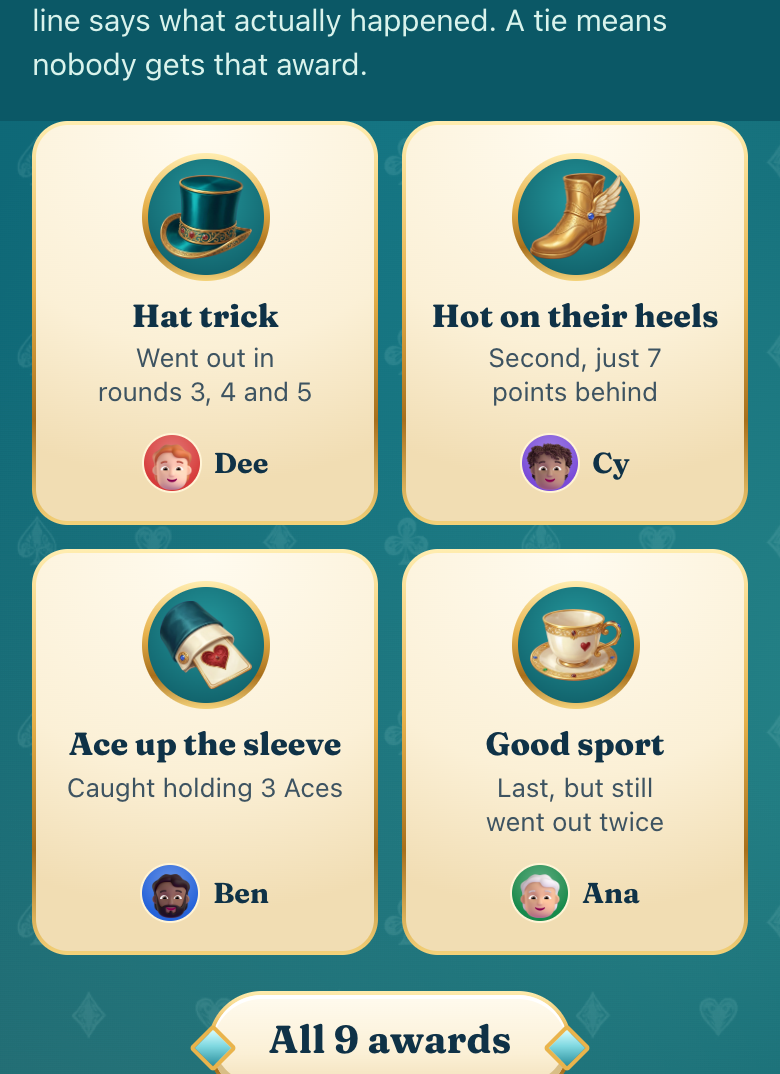 line says what actually happened. A tie means
nobody gets that award.
Hat trick
Went out in
rounds 3, 4 and 5
Dee
Hot on their heels
Second, just 7
points behind
Cy
Ace up the sleeve
Caught holding 3 Aces
Ben
Good sport
Last, but still
went out twice
Ana
All 9 awards